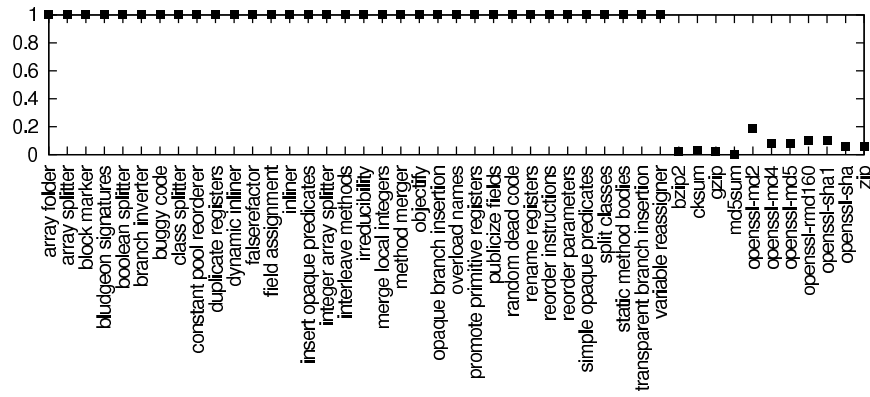 1
0.8
0.6
0.4
0.2
0
array folder
array splitter
block marker
bludgeon signatures
boolean splitter
branch inverter
buggy code
class splitter
constant pool reorderer
duplicate registers
dynamic inliner
falserefactor
field assignment
inliner
insert opaque predicates
integer array splitter
interleave methods
irreducibility
merge local integers
method merger
objectify
opaque branch insertion
overload names
promote primitive registers
publicize fields
random dead code
rename registers
reorder instructions
reorder parameters
simple opaque predicates
split classes
static method bodies
transparent branch insertion
variable reassigner
bzip2
cksum
gzip
md5sum
openssl-md2
openssl-md4
openssl-md5
openssl-rmd160
openssl-sha1
openssl-sha
zip